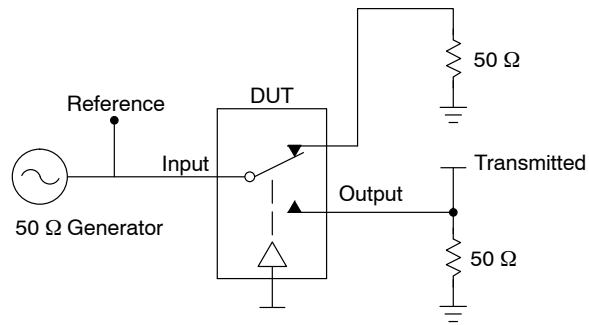 50 Ω
DUT
Reference
Input
Transmitted
Output
50 Ω Generator
50 Ω